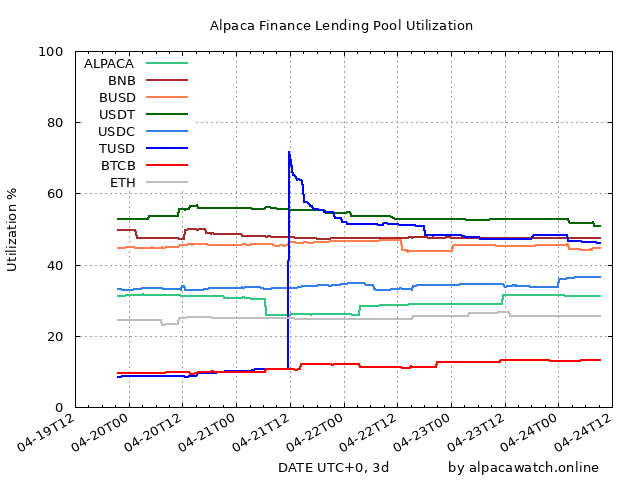 Alpaca Finance Lending Pool Utilization
100
80
60
40
20
0
Utilization %
ALPACA
BNB
BUSD
USDT
USDC
TUSD
BTCB
ETH
04-19T12
04-20T00
04-20T12
04-21T00
04-21T12
04-22T00
04-22T12
04-23T00
04-23T12
04-24T00
04-24T12
DATE UTC+0, 3d
by alpacawatch.online